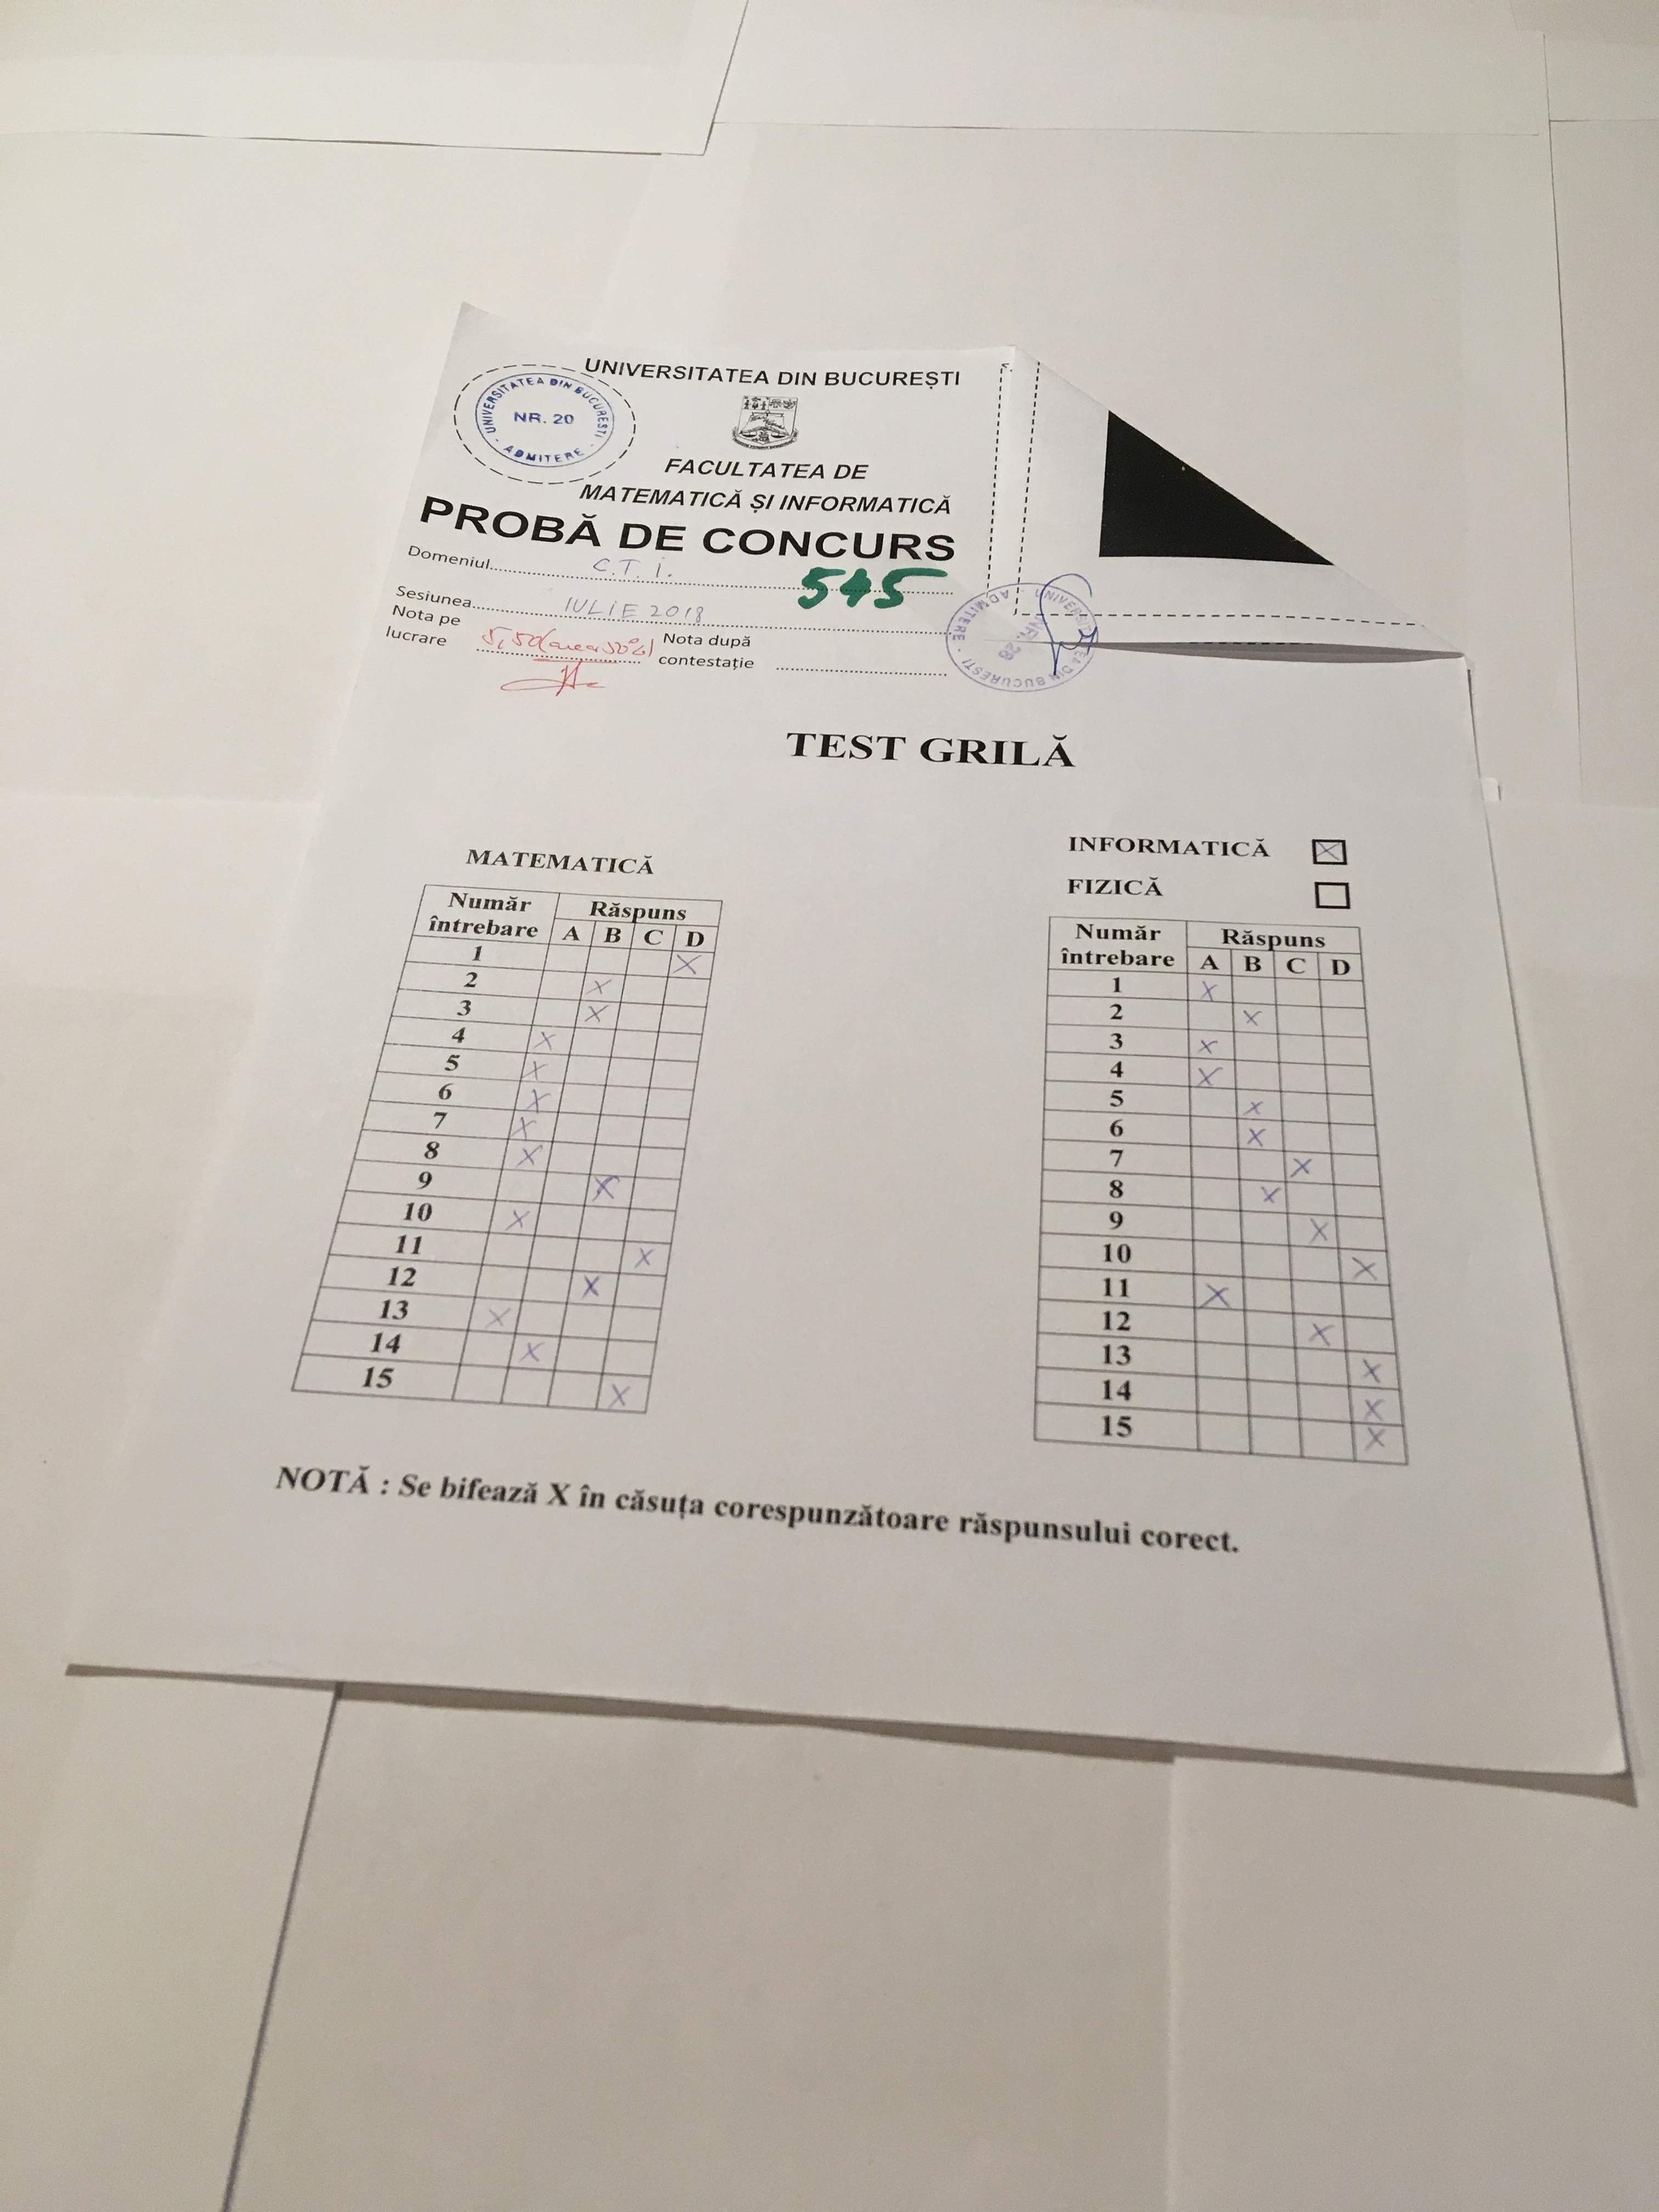 UNIVERSITATEA DIN BUCUREȘTI
UNIVERSITATEA DIN BUCUREȘTI
NR. 20
ADMITERE
FACULTATEA DE
MATEMATICĂ ȘI INFORMATICĂ
PROBĂ DE CONCURS
Domeniul C.T.I.
545
Sesiunea IULIE 2018
Nota pe lucrare 5,50
Nota după contestație
UNIVERSITATEA DIN BUCUREȘTI
NR. 28
ADMITERE
TEST GRILĂ
MATEMATICĂ
Număr întrebare Răspuns
A B C D
1 X
2 X
3 X
4 X
5 X
6 X
7 X
8 X
9 X
10 X
11 X
12 X
13 X
14 X
15 X
INFORMATICĂ X
FIZICĂ
Număr întrebare Răspuns
A B C D
1 X
2 X
3 X
4 X
5 X
6 X
7 X
8 X
9 X
10 X
11 X
12 X
13 X
14 X
15 X
NOTĂ : Se bifează X în căsuța corespunzătoare răspunsului corect.